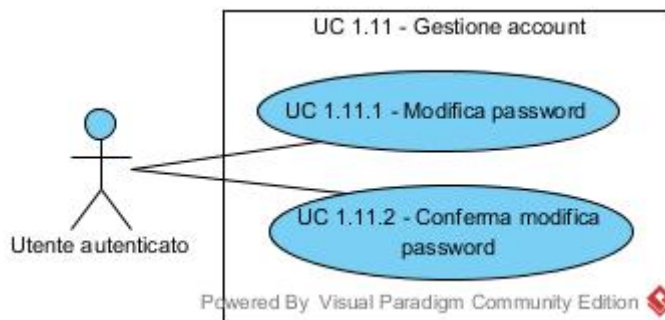 UC 1.11 - Gestione account
UC 1.11.1 - Modifica password
UC 1.11.2 - Conferma modifica
password
Utente autenticato
Powered By Visual Paradigm Community Edition